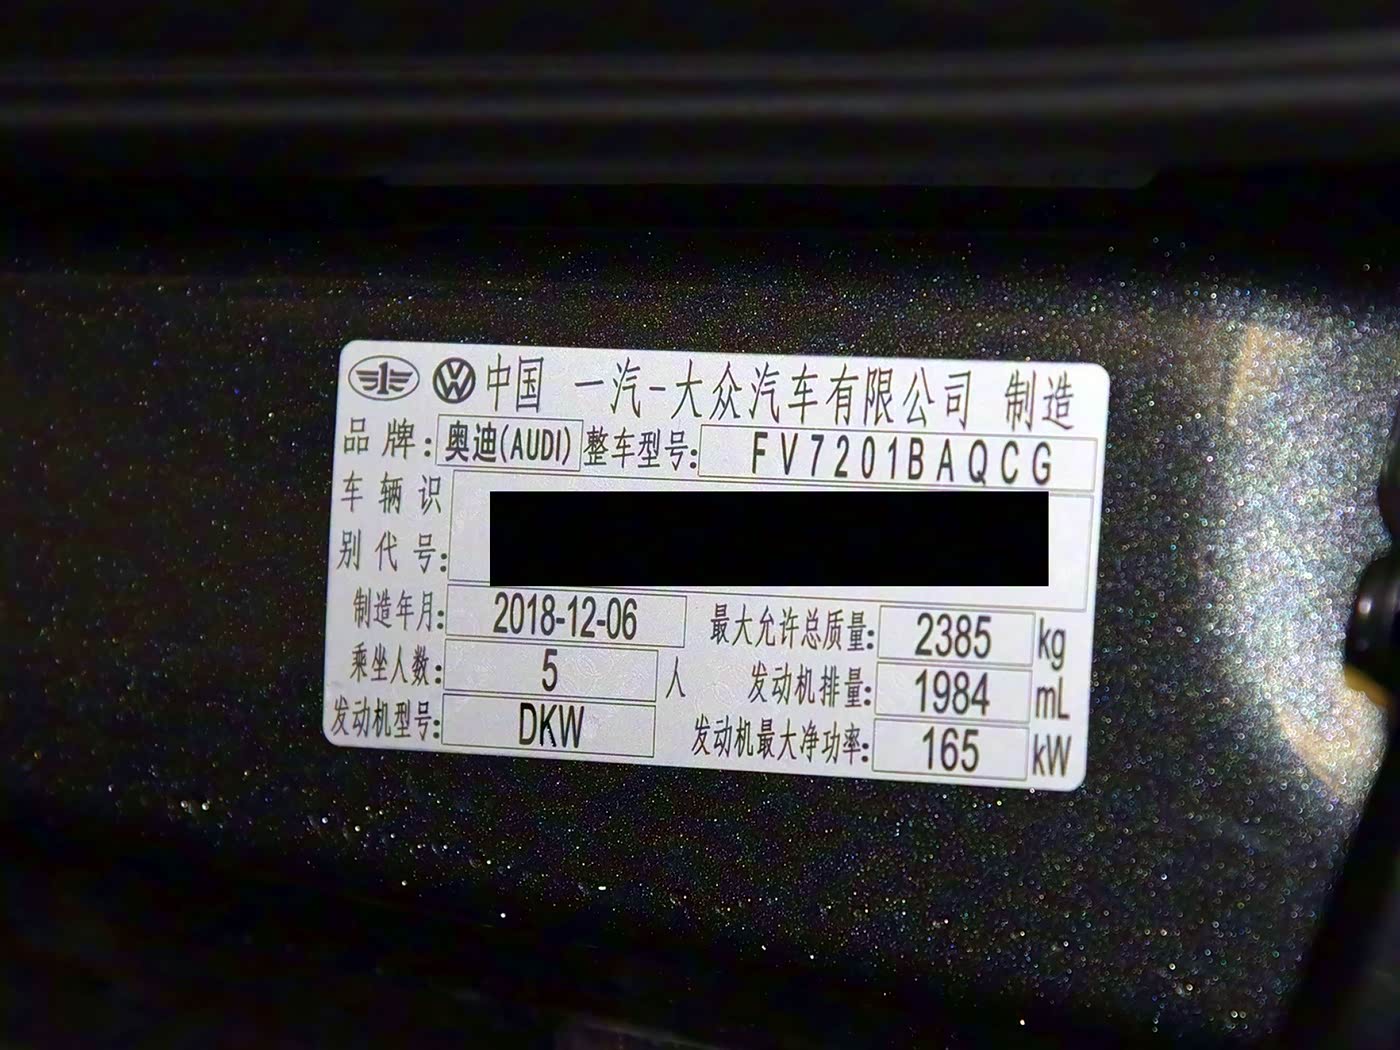 中国 一汽-大众汽车有限公司 制造
品牌: 奥迪(AUDI) 整车型号: FV7201BAQCG
车辆识
别代号:
制造年月: 2018-12-06 最大允许总质量: 2385 kg
乘坐人数: 5 人 发动机排量: 1984 mL
发动机型号: DKW 发动机最大净功率: 165 kW